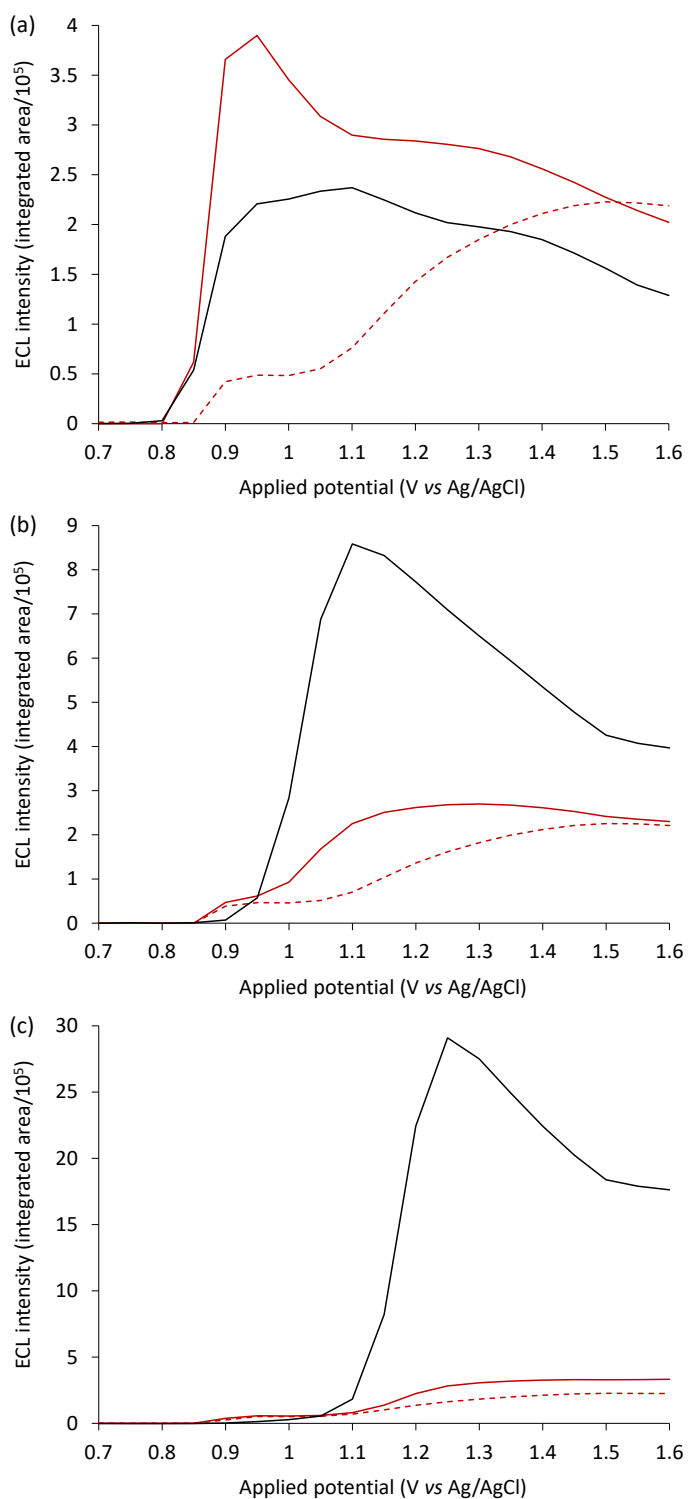 (a)
ECL intensity (integrated area/10⁵)
4
3.5
3
2.5
2
1.5
1
0.5
0
0.7 0.8 0.9 1 1.1 1.2 1.3 1.4 1.5 1.6
Applied potential (V vs Ag/AgCl)
(b)
ECL intensity (integrated area/10⁵)
9
8
7
6
5
4
3
2
1
0
0.7 0.8 0.9 1 1.1 1.2 1.3 1.4 1.5 1.6
Applied potential (V vs Ag/AgCl)
(c)
ECL intensity (integrated area/10⁵)
30
25
20
15
10
5
0
0.7 0.8 0.9 1 1.1 1.2 1.3 1.4 1.5 1.6
Applied potential (V vs Ag/AgCl)